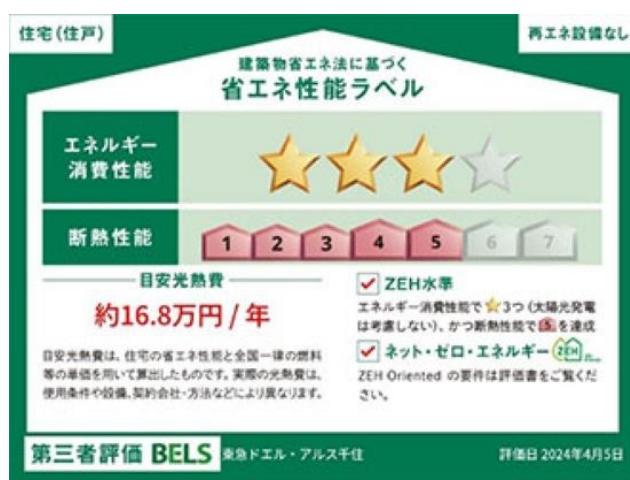 住宅(住戸)
再エネ設備なし
建築物省エネ法に基づく
省エネ性能ラベル
エネルギー
消費性能
断熱性能
1 2 3 4 5 6 7
目安光熱費
約16.8万円 / 年
目安光熱費は、住宅の省エネ性能と全国一律の燃料
等の単価を用いて算出したものです。実際の光熱費は、
使用条件や設備、契約会社・方法などにより異なります。
ZEH水準
エネルギー消費性能で 3つ (太陽光発電
は考慮しない)、かつ断熱性能で 5 を達成
ネット・ゼロ・エネルギー ZEH
ZEH Oriented の要件は評価書をご覧くだ
さい。
第三者評価 BELS 東急ドエル・アルス千住
評価日 2024年4月5日